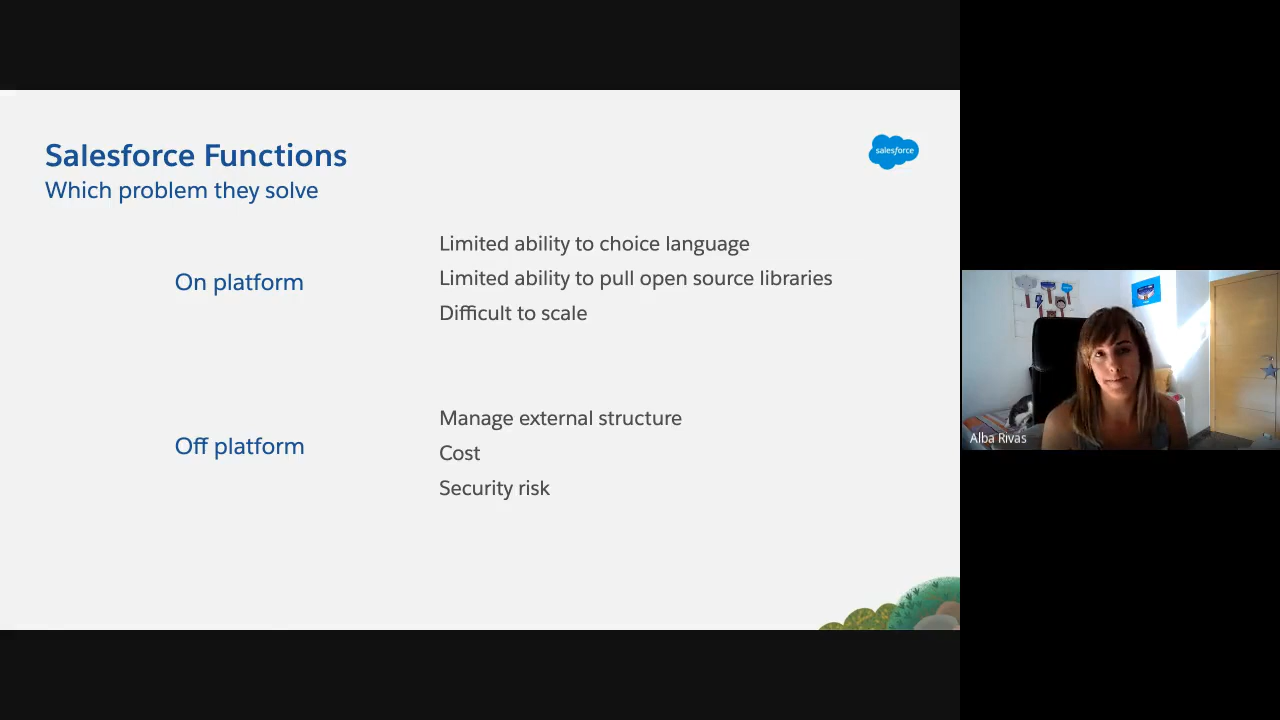 Salesforce Functions
Which problem they solve
salesforce
On platform
Limited ability to choice language
Limited ability to pull open source libraries
Difficult to scale
Off platform
Manage external structure
Cost
Security risk
Alba Rivas